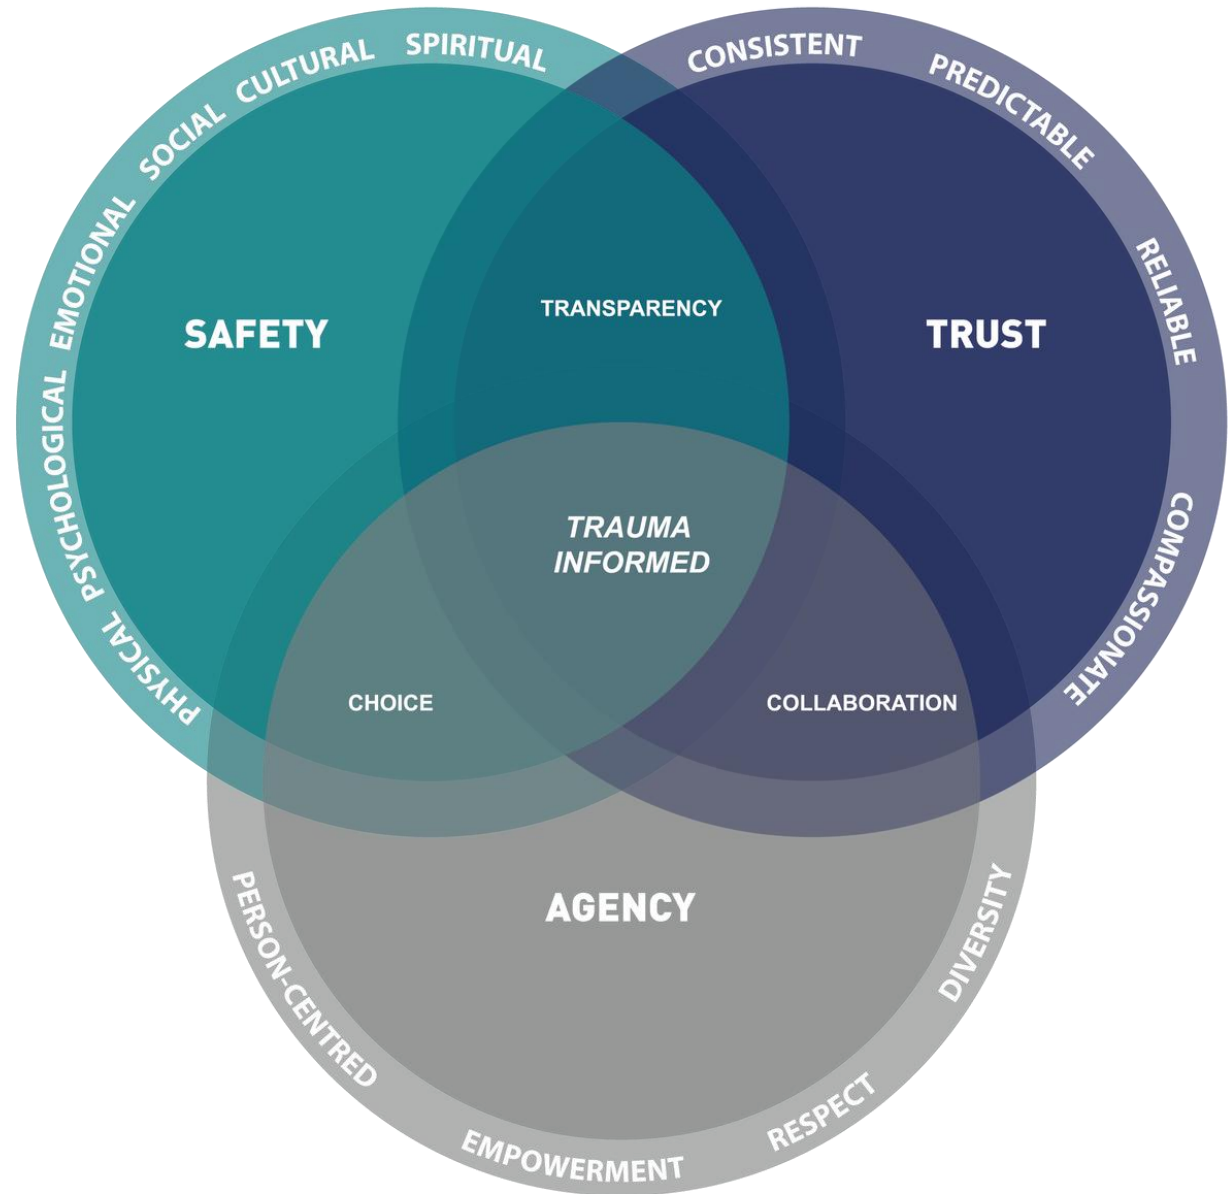 PHYSICAL PSYCHOLOGICAL EMOTIONAL SOCIAL CULTURAL SPIRITUAL
CONSISTENT PREDICTABLE RELIABLE COMPASSIONATE
SAFETY
TRANSPARENCY
TRUST
TRAUMA
INFORMED
CHOICE
COLLABORATION
AGENCY
PERSON-CENTRED EMPOWERMENT RESPECT DIVERSITY